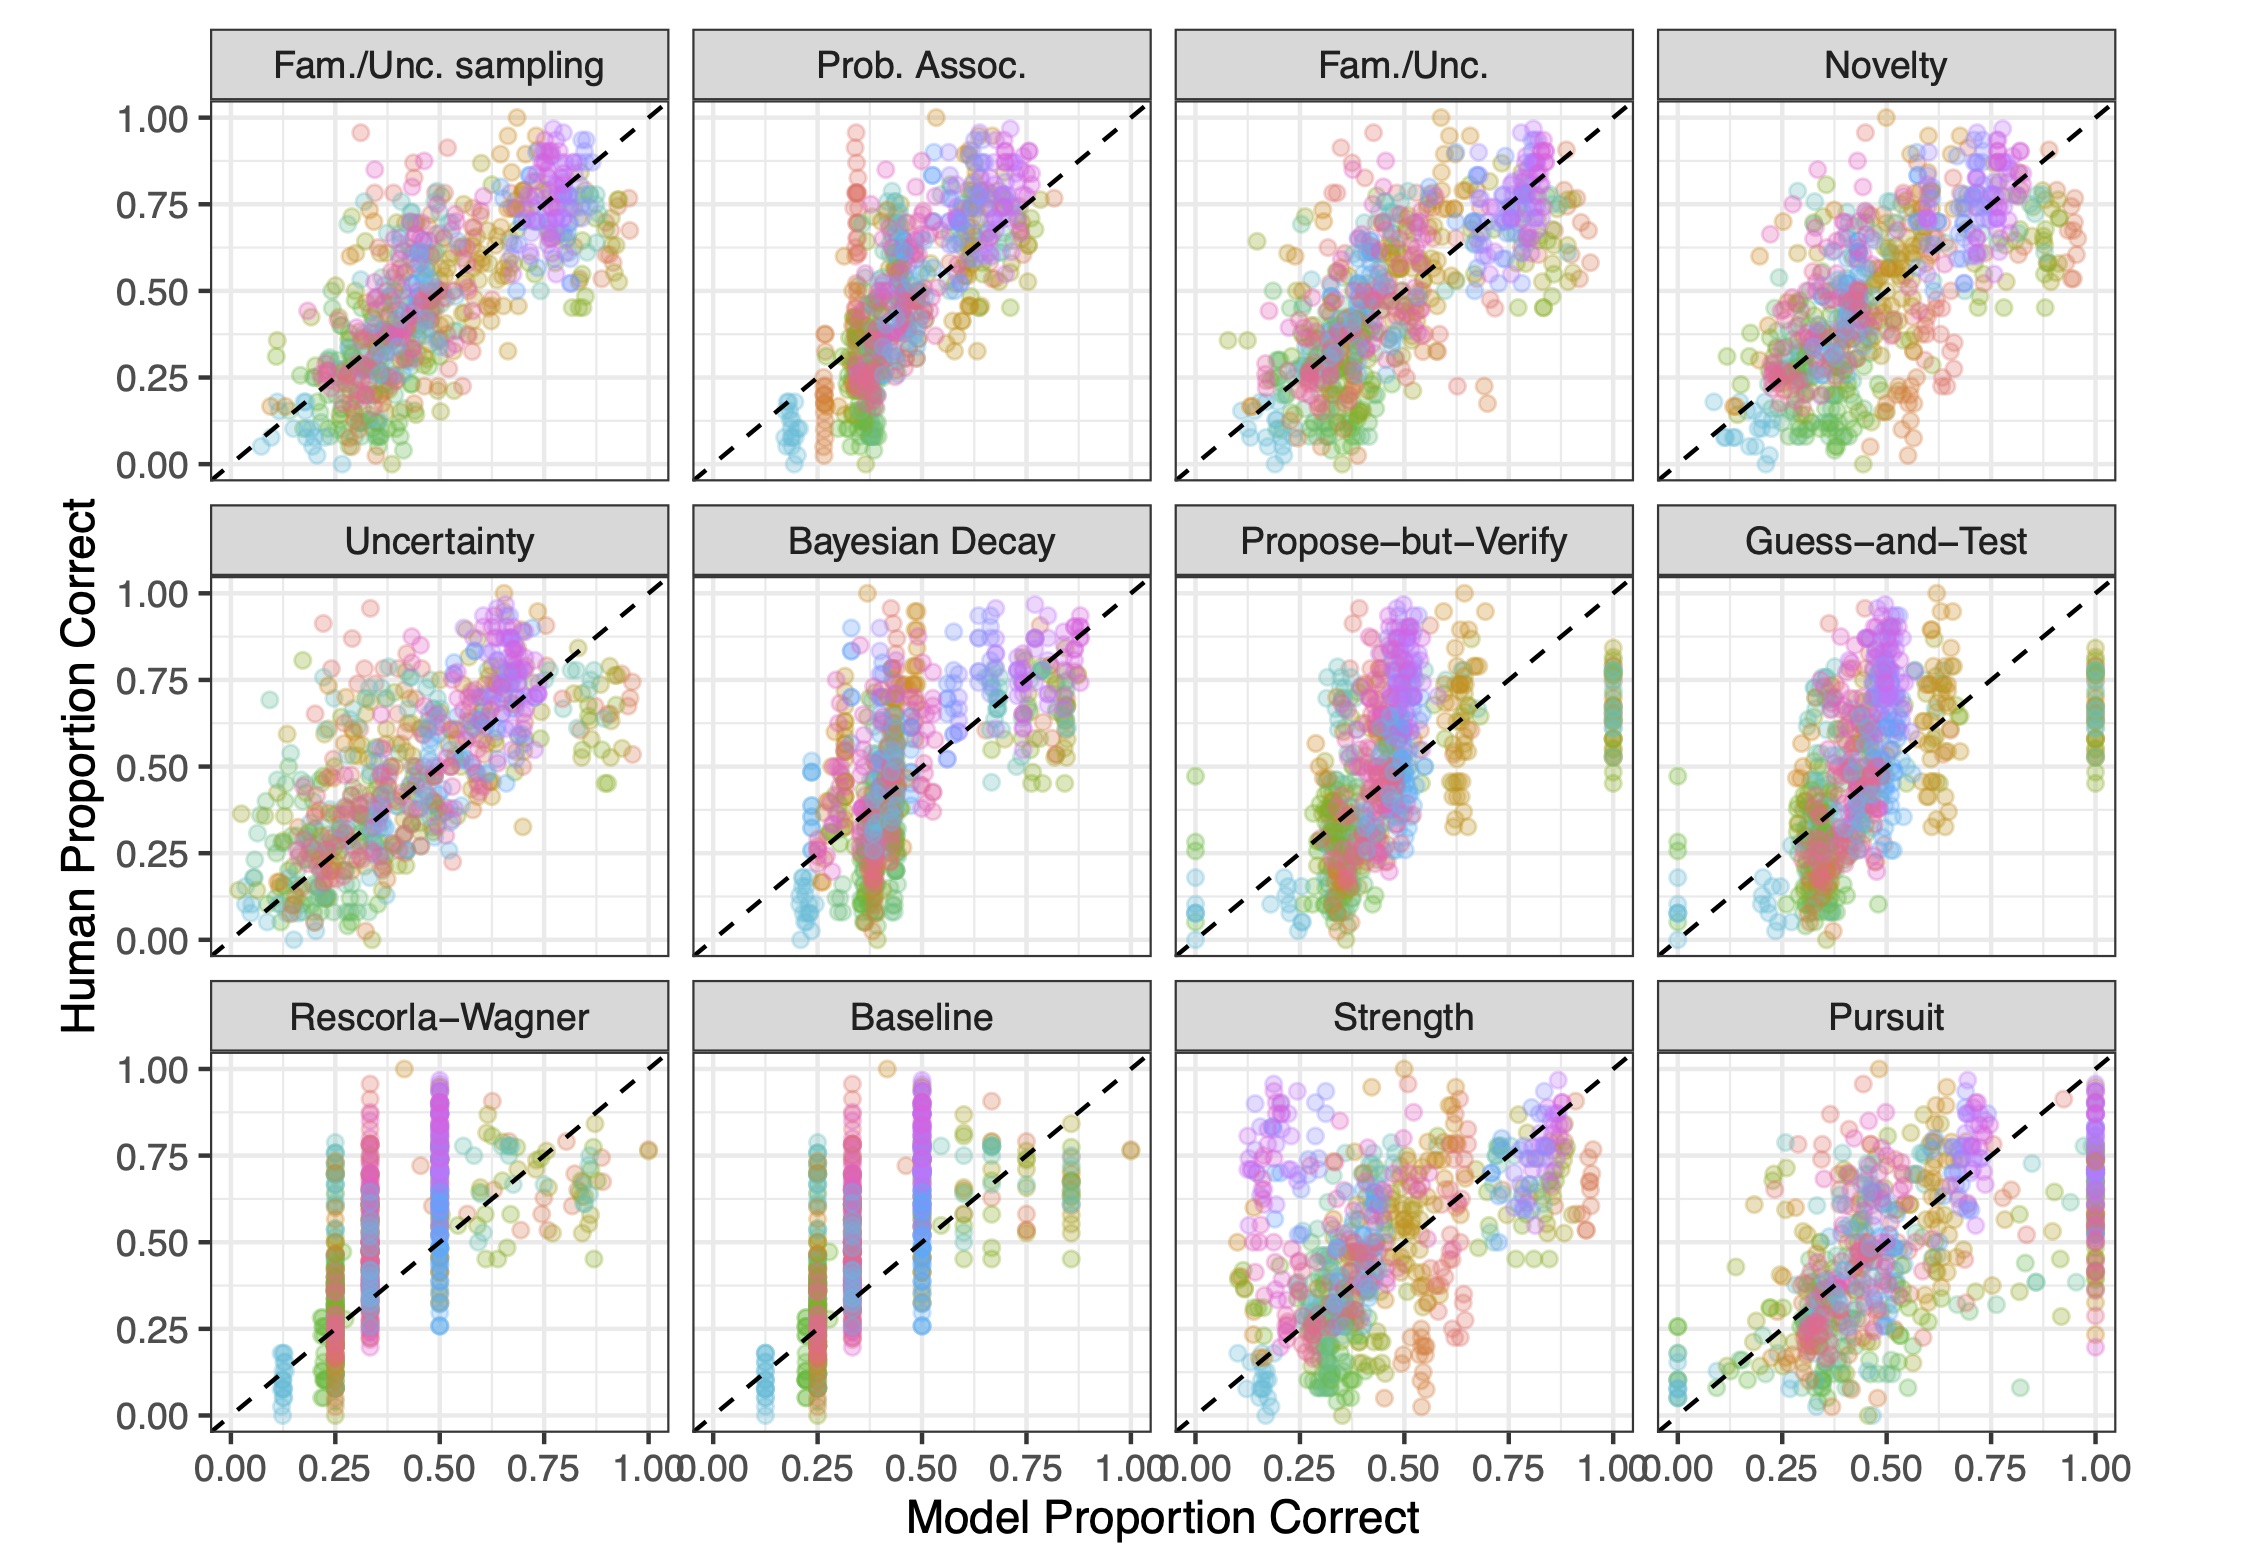 Fam./Unc. sampling Prob. Assoc. Fam./Unc. Novelty
1.00
0.75
0.50
0.25
0.00
Uncertainty Bayesian Decay Propose−but−Verify Guess−and−Test
1.00
0.75
0.50
0.25
0.00
Rescorla−Wagner Baseline Strength Pursuit
1.00
0.75
0.50
0.25
0.00
0.00 0.25 0.50 0.75 1.00 0.00 0.25 0.50 0.75 1.00 0.00 0.25 0.50 0.75 1.00 0.00 0.25 0.50 0.75 1.00
Model Proportion Correct
Human Proportion Correct